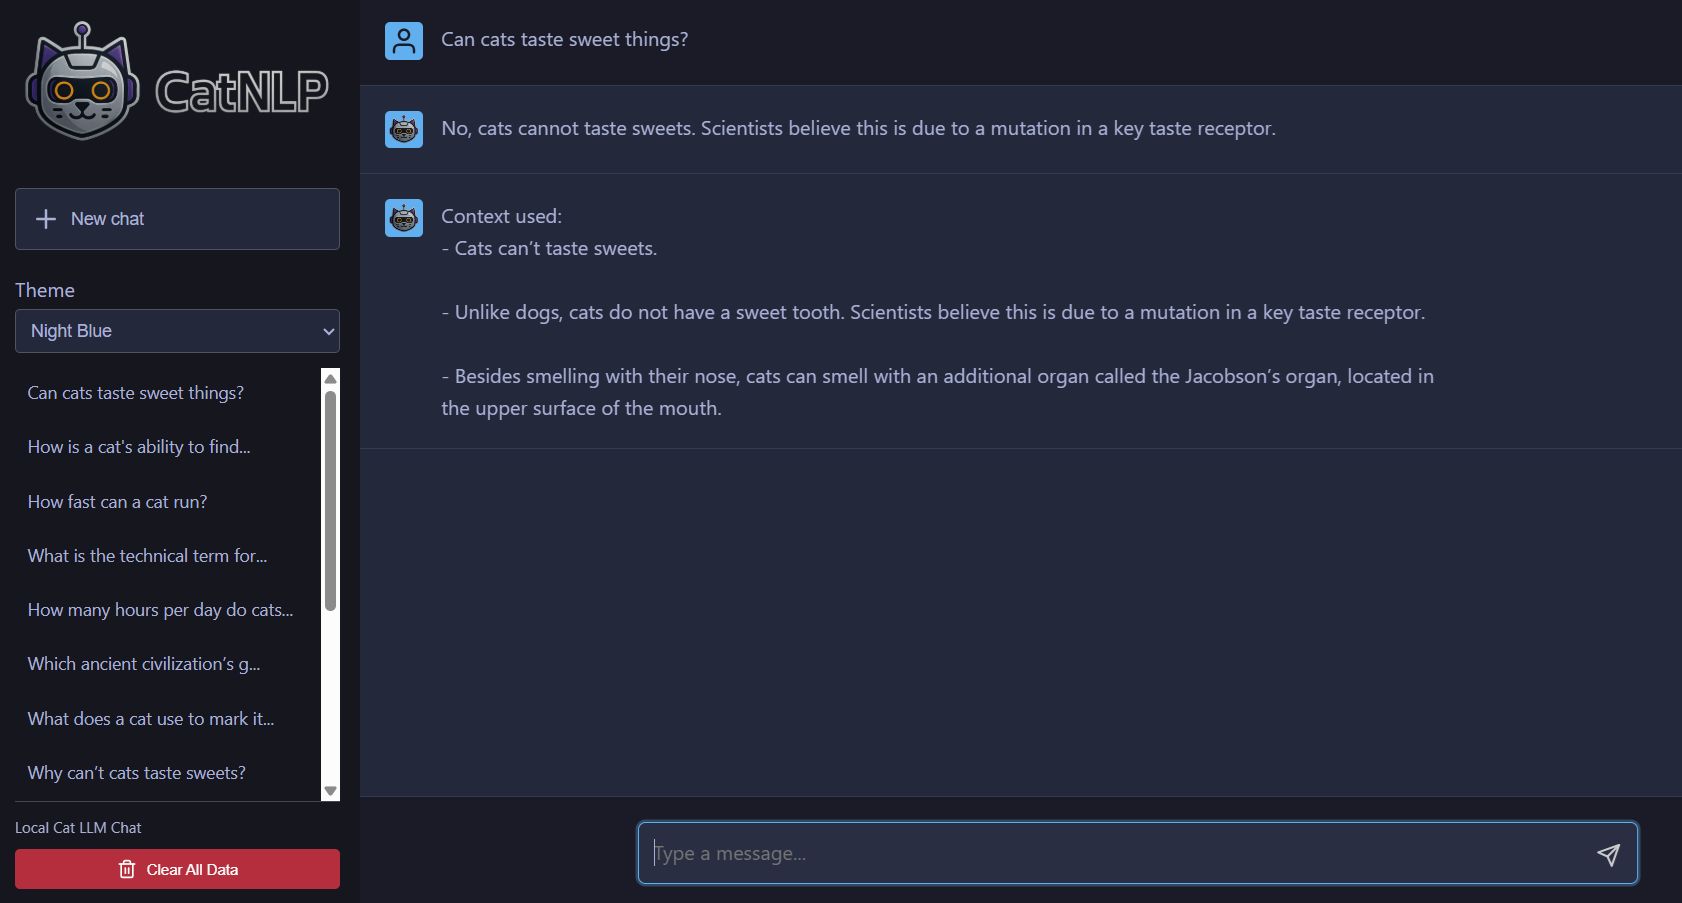 CatNLP
New chat
Theme
Night Blue
Can cats taste sweet things?
How is a cat's ability to find...
How fast can a cat run?
What is the technical term for...
How many hours per day do cats...
Which ancient civilization’s g...
What does a cat use to mark it...
Why can’t cats taste sweets?
Local Cat LLM Chat
Clear All Data
Can cats taste sweet things?
No, cats cannot taste sweets. Scientists believe this is due to a mutation in a key taste receptor.
Context used:
- Cats can’t taste sweets.
- Unlike dogs, cats do not have a sweet tooth. Scientists believe this is due to a mutation in a key taste receptor.
- Besides smelling with their nose, cats can smell with an additional organ called the Jacobson’s organ, located in
the upper surface of the mouth.
Type a message...